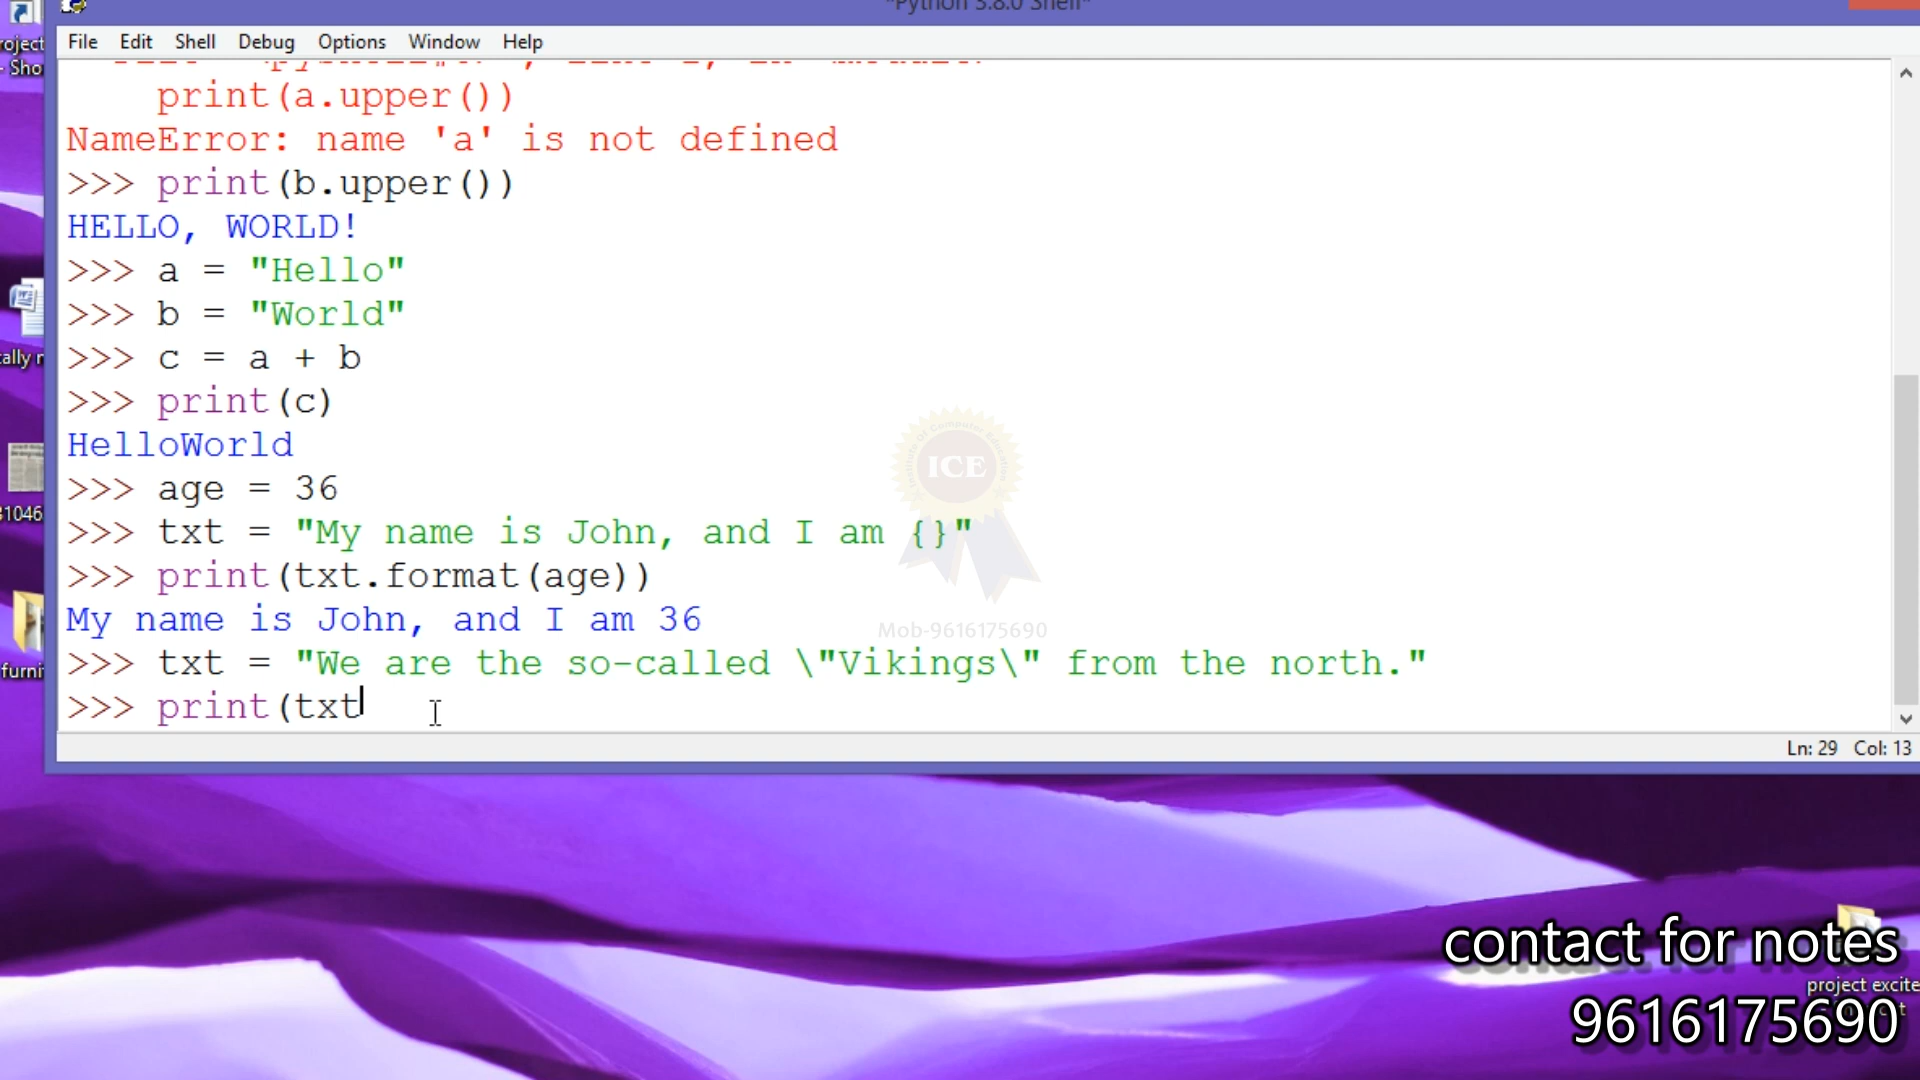 *Python 3.8.0 Shell*
File Edit Shell Debug Options Window Help
print(a.upper())
NameError: name 'a' is not defined
>>> print(b.upper())
HELLO, WORLD!
>>> a = "Hello"
>>> b = "World"
>>> c = a + b
>>> print(c)
HelloWorld
>>> age = 36
>>> txt = "My name is John, and I am {}"
>>> print(txt.format(age))
My name is John, and I am 36
>>> txt = "We are the so-called \"Vikings\" from the north."
>>> print(txt
Ln: 29 Col: 13
ICE
Mob-9616175690
contact for notes
project excite
9616175690